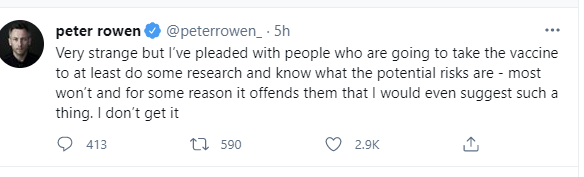 peter rowen @peterrowen_ · 5h
Very strange but I've pleaded with people who are going to take the vaccine
to at least do some research and know what the potential risks are - most
won't and for some reason it offends them that I would even suggest such a
thing. I don't get it
413 590 2.9K